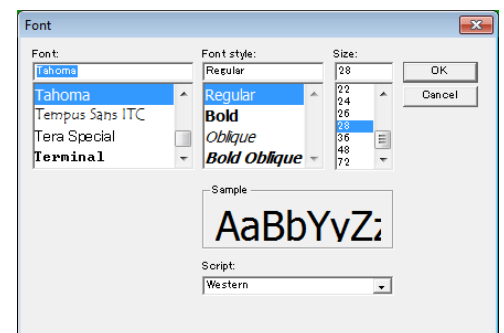 Font
Font:
Font style:
Size:
Tahoma
Regular
28
OK
Cancel
Tahoma
Tempus Sans ITC
Tera Special
Terminal
Regular
Bold
Oblique
Bold Oblique
22
24
26
28
36
48
72
Sample
AaBbYyZz
Script:
Western